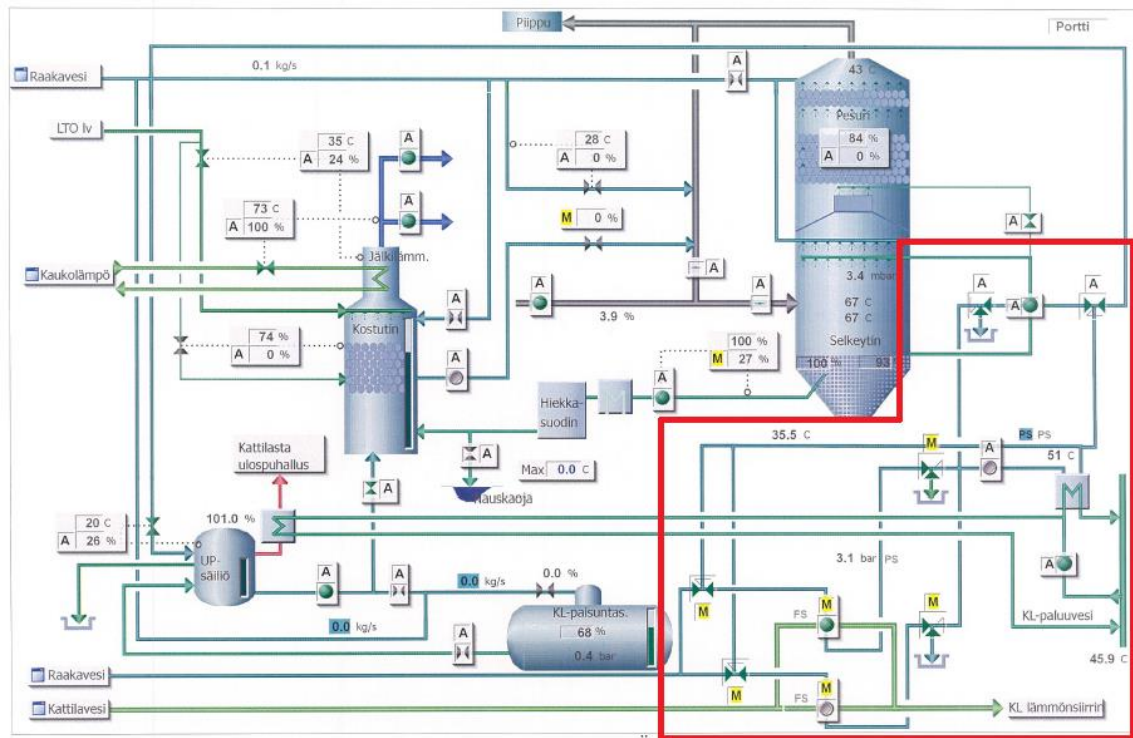 Piippu
Portti
Raakavesi
0.1 kg/s
A
43 C
LTO lv
Pesuri
35 C
A 24 %
A
28 C
A 0 %
84 %
A 0 %
73 C
A 100 %
A
M 0 %
A
Kaukolämpö
Jälkilämm.
A
A
3.4 mbar
A
A
A
Kostutin
A
3.9 %
67 C
67 C
74 %
A 0 %
A
100 %
M 27 %
Selkeytin
100 % 93
A
Hiekka-
suodin
35.5 C
M
A
PS PS
Kattilasta
ulospuhallus
A
Max 0.0 C
51 C
Hauskaoja
A
20 C
A 26 %
101.0 %
UP-
säiliö
A
A
0.0 kg/s
0.0 %
3.1 bar PS
A
0.0 kg/s
KL-paisuntas.
M
FS
M
M
KL-paluuvesi
68 %
A
0.4 bar
45.9 C
Raakavesi
M
FS
M
Kattilavesi
KL lämmönsiirrin